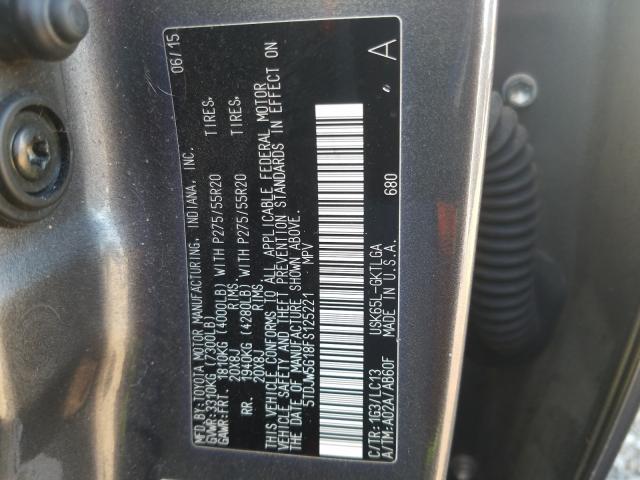 MFD.BY:TOYOTA MOTOR MANUFACTURING, INDIANA, INC. 06/15
GVWR:3310KG(7300LB)
GAWR:FRT. 1810KG (4000LB) WITH P275/55R20 TIRES,
20X8J RIMS.
RR. 1940KG (4280LB) WITH P275/55R20 TIRES,
20X8J RIMS.
THIS VEHICLE CONFORMS TO ALL APPLICABLE FEDERAL MOTOR
VEHICLE SAFETY AND THEFT PREVENTION STANDARDS IN EFFECT ON
THE DATE OF MANUFACTURE SHOWN ABOVE.
5TDJW5G18FS125221 MPV
C/TR:1G3/LC13 USK65L-GKTLGA 680 A
A/TM:A02A/AB60F MADE IN U.S.A.